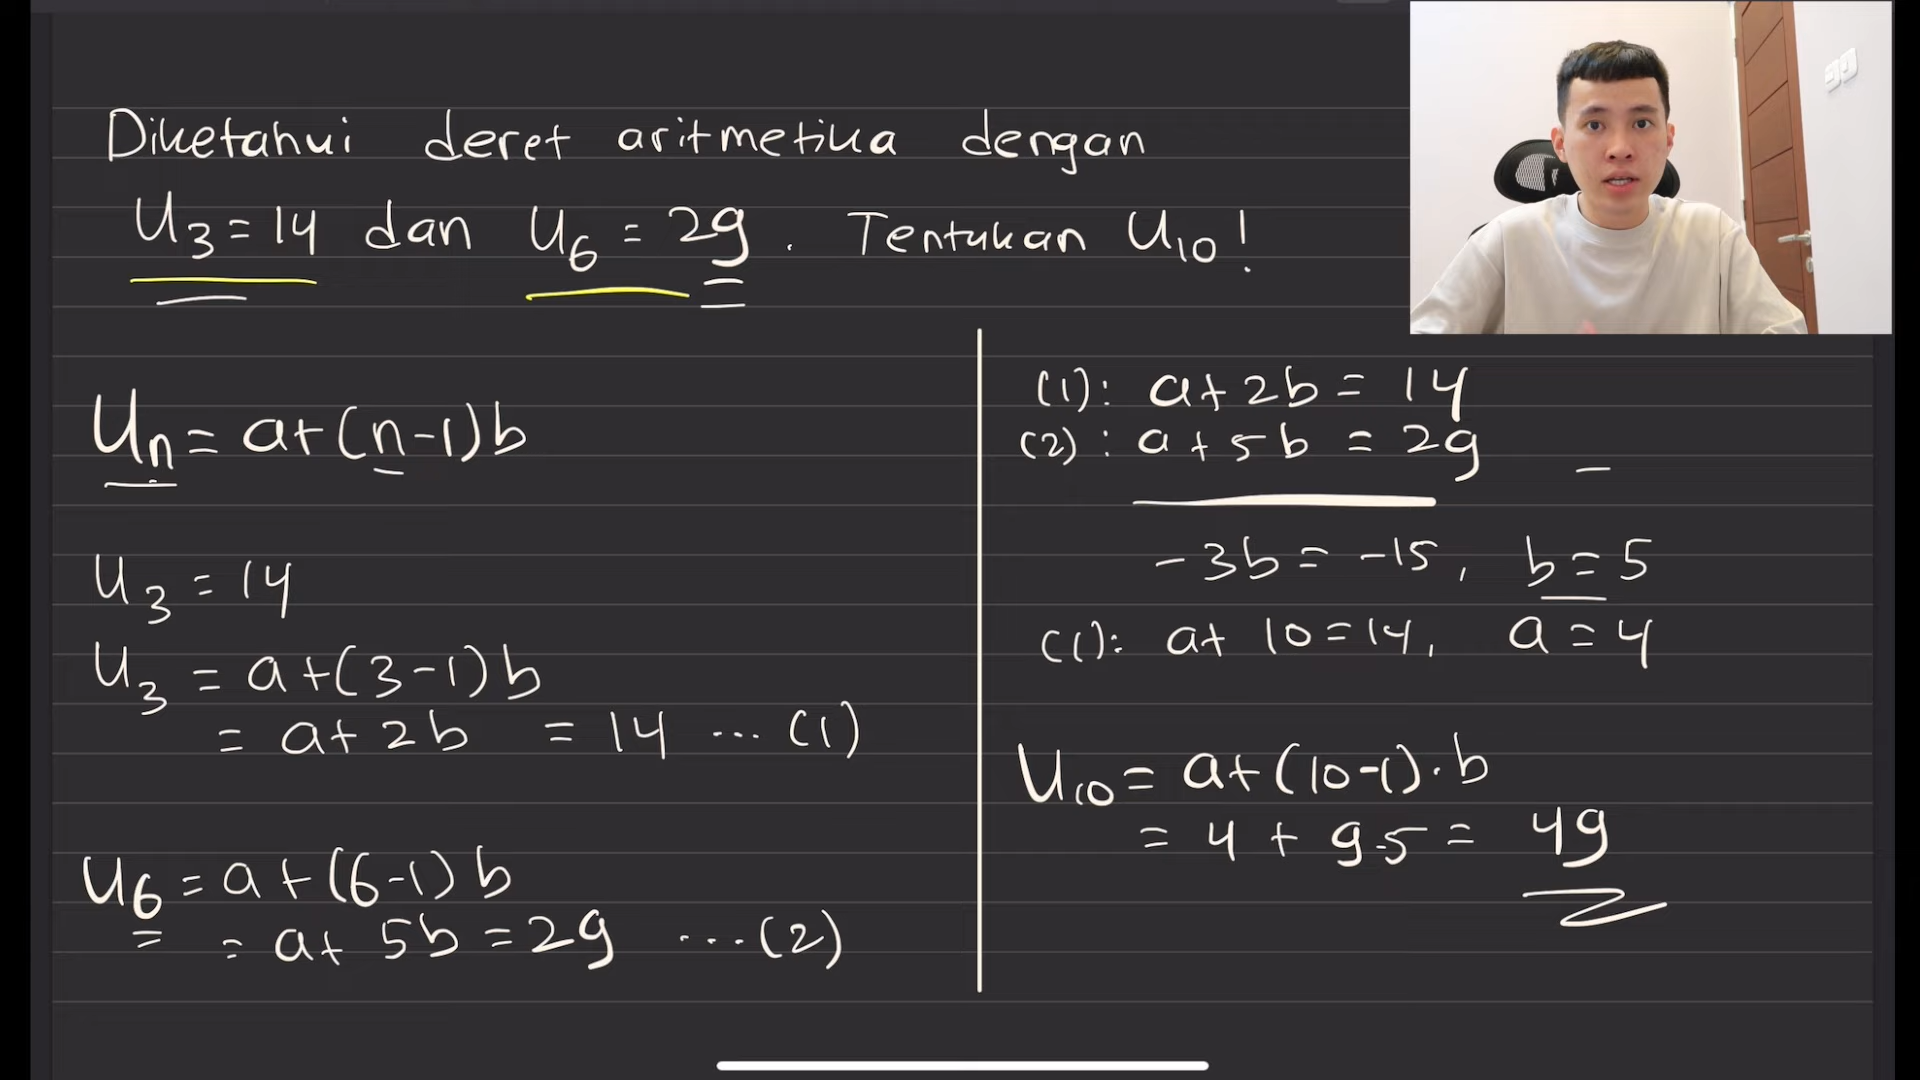 Diketahui deret aritmetika dengan
U₃ = 14 dan U₆ = 29. Tentukan U₁₀!
Uₙ = a+(n-1)b
U₃ = 14
U₃ = a+(3-1)b
= a+2b = 14 ... (1)
U₆ = a+(6-1)b
= a+ 5b = 29 ... (2)
(1): a+2b = 14
(2): a+5b = 29 -
-3b = -15, b = 5
(1): a+ 10 = 14, a = 4
U₁₀ = a+(10-1)·b
= 4 + 9.5 = 49